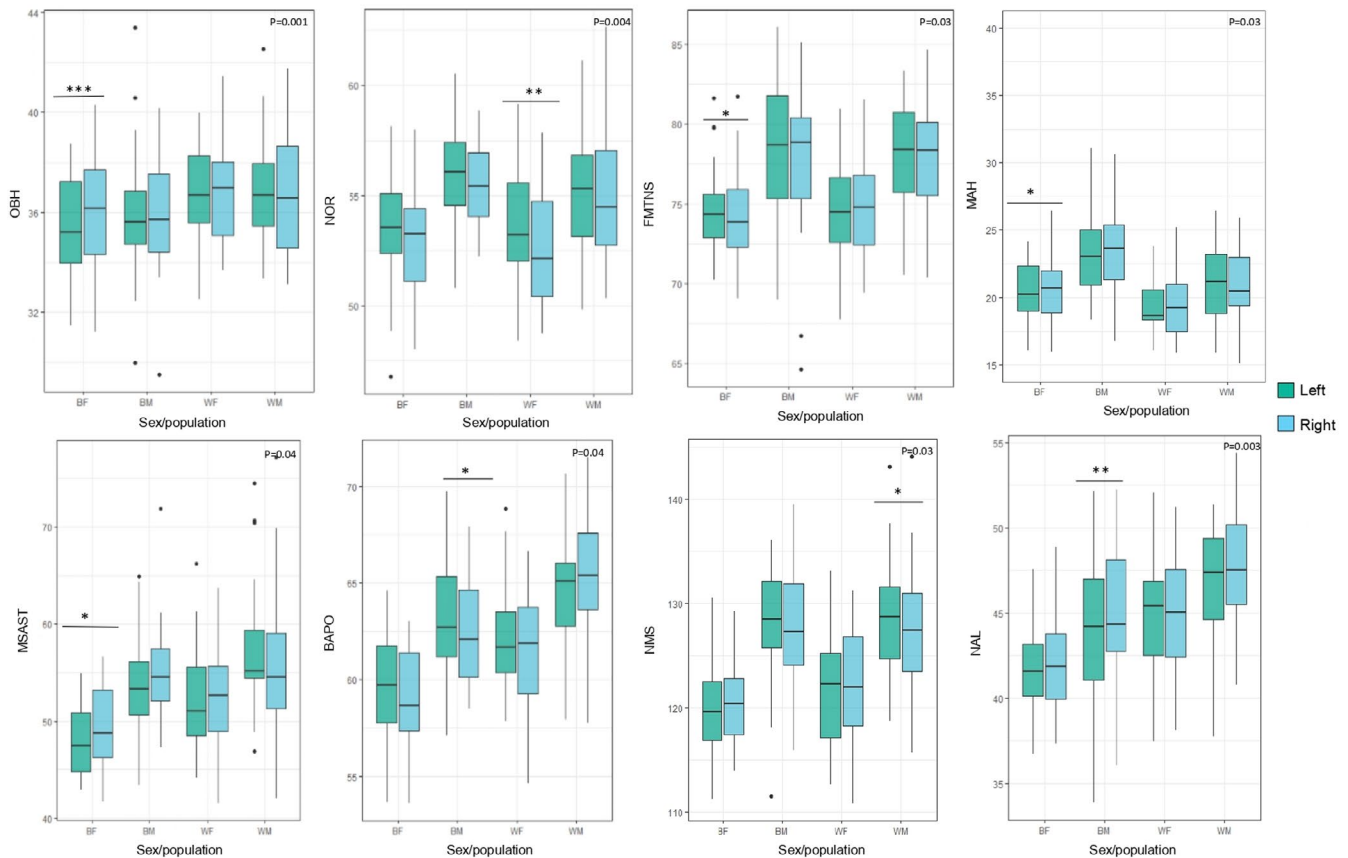 P=0.001
44
40
36
32
OBH
***
BF BM WF WM
Sex/population
P=0.004
60
55
50
NOR
**
BF BM WF WM
Sex/population
P=0.03
85
80
75
70
65
FMTNS
*
BF BM WF WM
Sex/population
P=0.03
40
35
30
25
20
15
MAH
*
BF BM WF WM
Sex/population
Left
Right
P=0.04
70
60
50
40
MSAST
*
BF BM WF WM
Sex/population
P=0.04
70
65
60
55
BAPO
*
BF BM WF WM
Sex/population
P=0.03
140
130
120
110
NMS
*
BF BM WF WM
Sex/population
P=0.003
55
50
45
40
35
NAL
**
BF BM WF WM
Sex/population